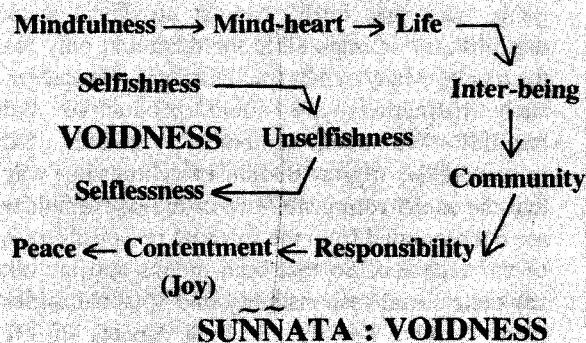 Mindfulness → Mind-heart → Life
Selfishness
Inter-being
VOIDNESS Unselfishness
Selflessness
Community
Peace ← Contentment ← Responsibility
(Joy)
SUÑÑATA : VOIDNESS